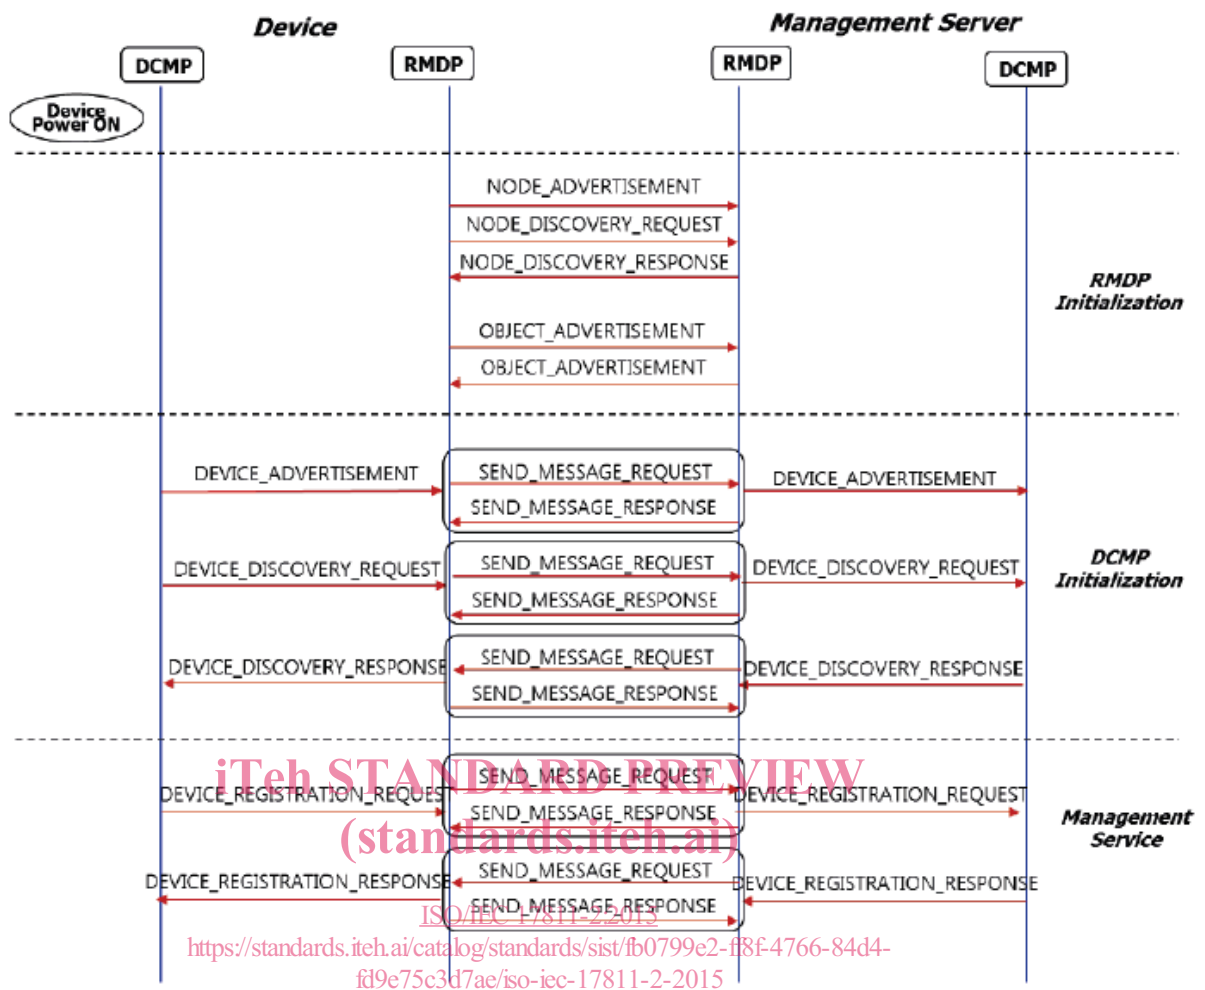 Device
Management Server
DCMP
RMDP
RMDP
DCMP
Device
Power ON
NODE_ADVERTISEMENT
NODE_DISCOVERY_REQUEST
NODE_DISCOVERY_RESPONSE
RMDP
Initialization
OBJECT_ADVERTISEMENT
OBJECT_ADVERTISEMENT
DEVICE_ADVERTISEMENT
SEND_MESSAGE_REQUEST
DEVICE_ADVERTISEMENT
SEND_MESSAGE_RESPONSE
DEVICE_DISCOVERY_REQUEST
SEND_MESSAGE_REQUEST
DEVICE_DISCOVERY_REQUEST
DCMP
Initialization
SEND_MESSAGE_RESPONSE
DEVICE_DISCOVERY_RESPONSE
SEND_MESSAGE_REQUEST
DEVICE_DISCOVERY_RESPONSE
SEND_MESSAGE_RESPONSE
iTeh STANDARD PREVIEW
SEND_MESSAGE_REQUEST
DEVICE_REGISTRATION_REQUEST
DEVICE_REGISTRATION_REQUEST
SEND_MESSAGE_RESPONSE
Management
Service
(standards.iteh.ai)
SEND_MESSAGE_REQUEST
DEVICE_REGISTRATION_RESPONSE
DEVICE_REGISTRATION_RESPONSE
SEND_MESSAGE_RESPONSE
ISO/IEC 17811-2:2015
https://standards.iteh.ai/catalog/standards/sist/fb0799e2-ff8f-4766-84d4-
fd9e75c3d7ae/iso-iec-17811-2-2015